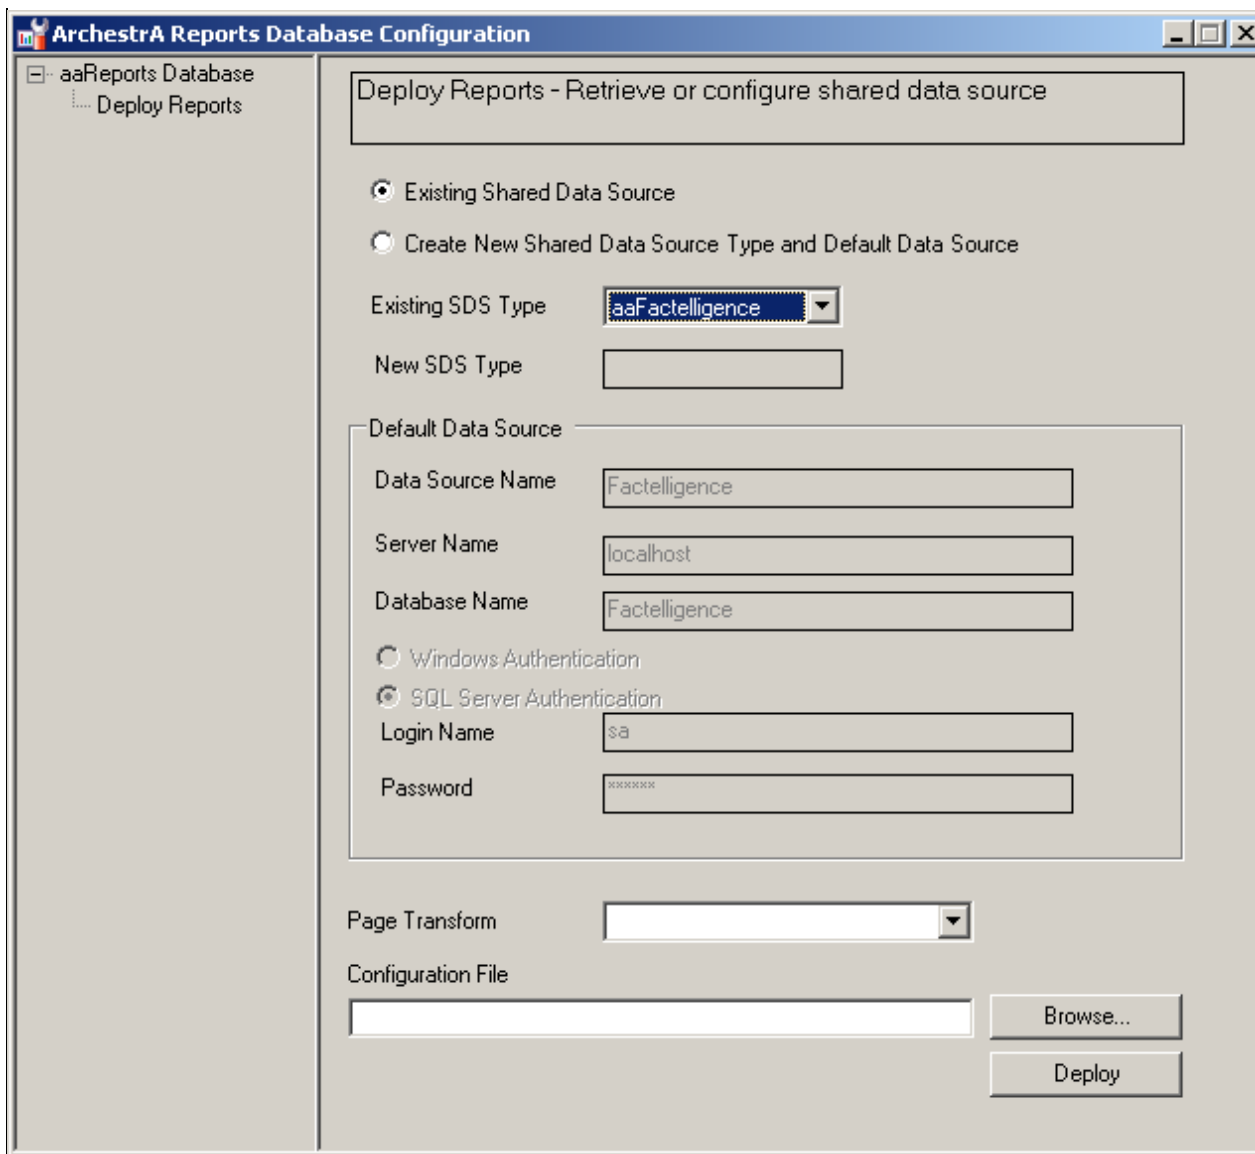 ArchestrA Reports Database Configuration
aaReports Database
Deploy Reports
Deploy Reports - Retrieve or configure shared data source
Existing Shared Data Source
Create New Shared Data Source Type and Default Data Source
Existing SDS Type
aaFactelligence
New SDS Type
Default Data Source
Data Source Name
Factelligence
Server Name
localhost
Database Name
Factelligence
Windows Authentication
SQL Server Authentication
Login Name
sa
Password
××××××
Page Transform
Configuration File
Browse...
Deploy